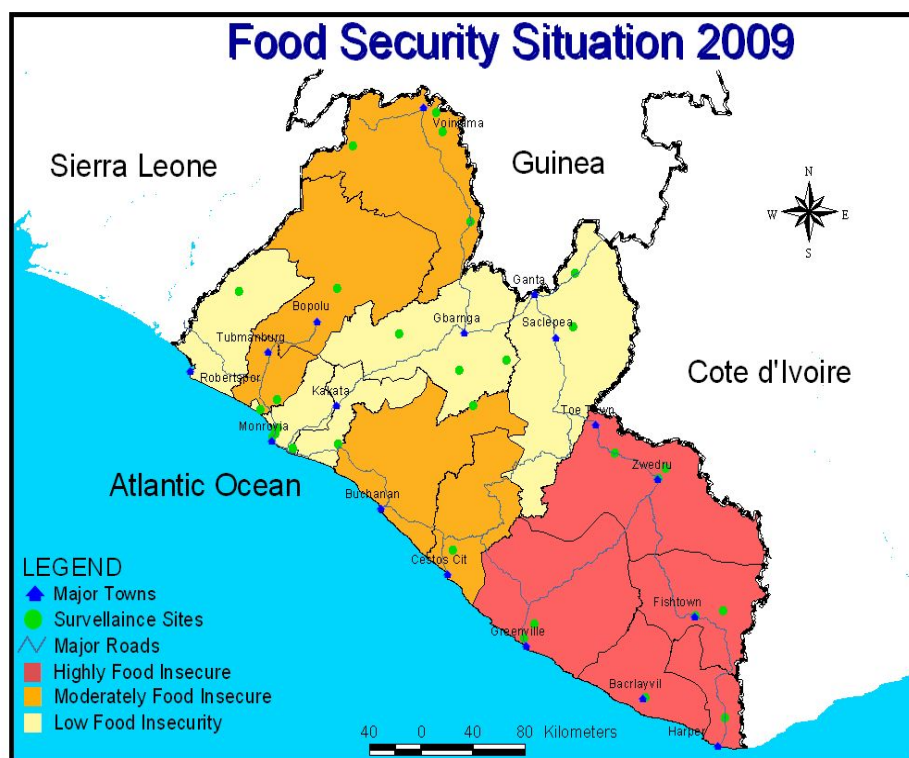 Food Security Situation 2009
Voinjama
Sierra Leone
Guinea
N
W E
S
Ganta
Bopolu
Gbarnga
Saclepea
Tubmanburg
Cote d'Ivoire
Robertspor
Kakata
Toe Town
Monrovia
Zwedru
Atlantic Ocean
Buchanan
Cestos Cit
LEGEND
Major Towns
Survellaince Sites
Fishtown
Major Roads
Greenville
Highly Food Insecure
Bacrlayvil
Moderately Food Insecure
Low Food Insecurity
Harper
40 0 40 80 Kilometers